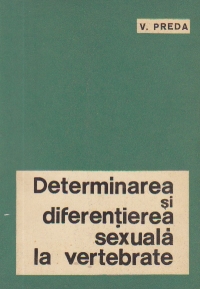 V. PREDA
Determinarea
și
diferențierea
sexuală
la vertebrate